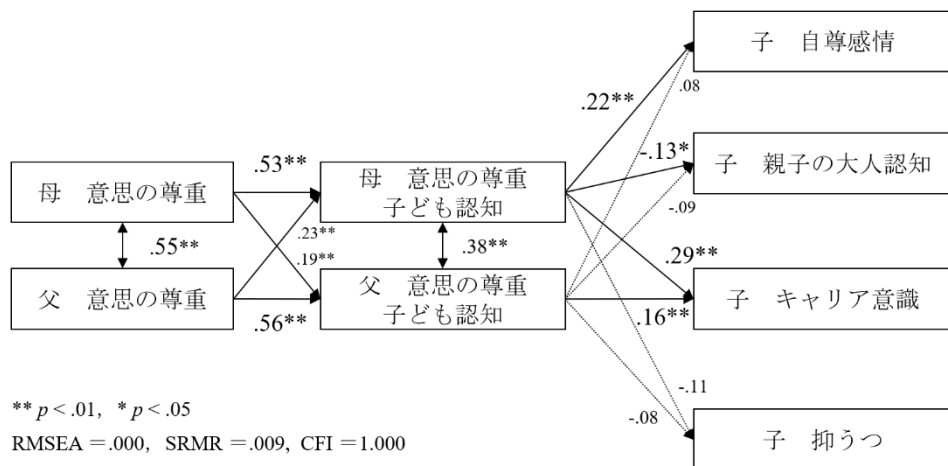 子　自尊感情
.22**
.08
子　親子の大人認知
-.13*
-.09
母　意思の尊重
.53**
母　意思の尊重
子ども認知
.55**
.23**
.19**
.38**
父　意思の尊重
.56**
父　意思の尊重
子ども認知
.29**
.16**
子　キャリア意識
-.11
-.08
子　抑うつ
** p < .01, * p < .05
RMSEA =.000, SRMR =.009, CFI =1.000